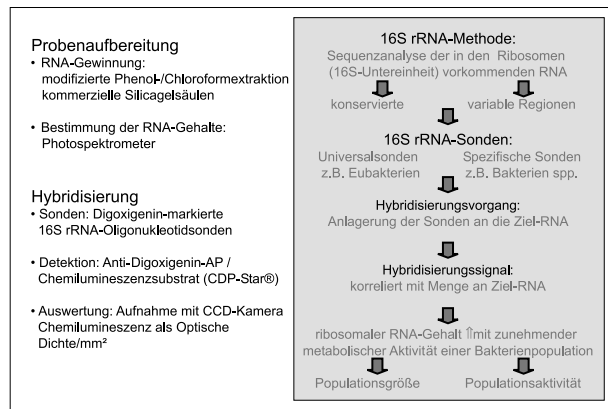 Probenaufbereitung
• RNA-Gewinnung:
modifizierte Phenol-/Chloroformextraktion
kommerzielle Silicagelsäulen
• Bestimmung der RNA-Gehalte:
Photospektrometer
Hybridisierung
• Sonden: Digoxigenin-markierte
16S rRNA-Oligonukleotidsonden
• Detektion: Anti-Digoxigenin-AP /
Chemilumineszenzsubstrat (CDP-Star®)
• Auswertung: Aufnahme mit CCD-Kamera
Chemilumineszenz als Optische
Dichte/mm²
16S rRNA-Methode:
Sequenzanalyse der in den Ribosomen
(16S-Untereinheit) vorkommenden RNA
konservierte variable Regionen
16S rRNA-Sonden:
Universalsonden Spezifische Sonden
z.B. Eubakterien z.B. Bakterien spp.
Hybridisierungsvorgang:
Anlagerung der Sonden an die Ziel-RNA
Hybridisierungssignal:
korreliert mit Menge an Ziel-RNA
ribosomaler RNA-Gehalt ⇑mit zunehmender
metabolischer Aktivität einer Bakterienpopulation
Populationsgröße Populationsaktivität